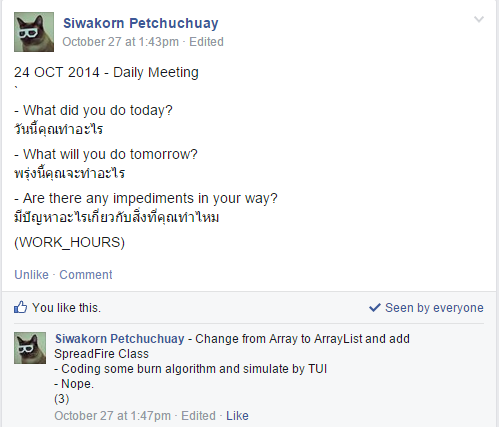 Siwakorn Petchuchuay
October 27 at 1:43pm · Edited
24 OCT 2014 - Daily Meeting
`
- What did you do today?
วันนี้คุณทำอะไร
- What will you do tomorrow?
พรุ่งนี้คุณจะทำอะไร
- Are there any impediments in your way?
มีปัญหาอะไรเกี่ยวกับสิ่งที่คุณทำไหม
(WORK_HOURS)
Unlike · Comment
You like this.
Seen by everyone
Siwakorn Petchuchuay - Change from Array to ArrayList and add
SpreadFire Class
- Coding some burn algorithm and simulate by TUI
- Nope.
(3)
October 27 at 1:47pm · Edited · Like